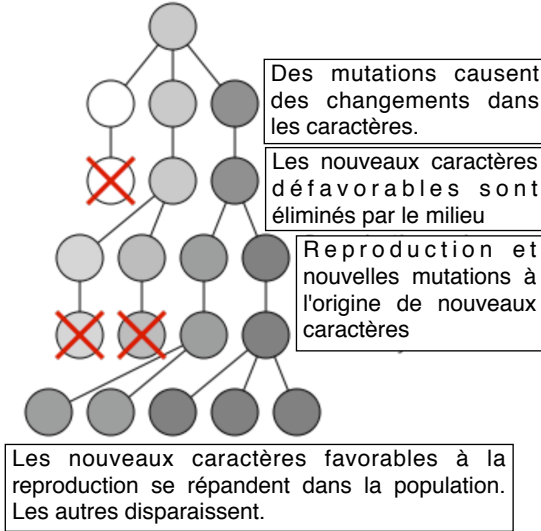 Des mutations causent
des changements dans
les caractères.
Les nouveaux caractères
défavorables sont
éliminés par le milieu
Reproduction et
nouvelles mutations à
l'origine de nouveaux
caractères
Les nouveaux caractères favorables à la
reproduction se répandent dans la population.
Les autres disparaissent.